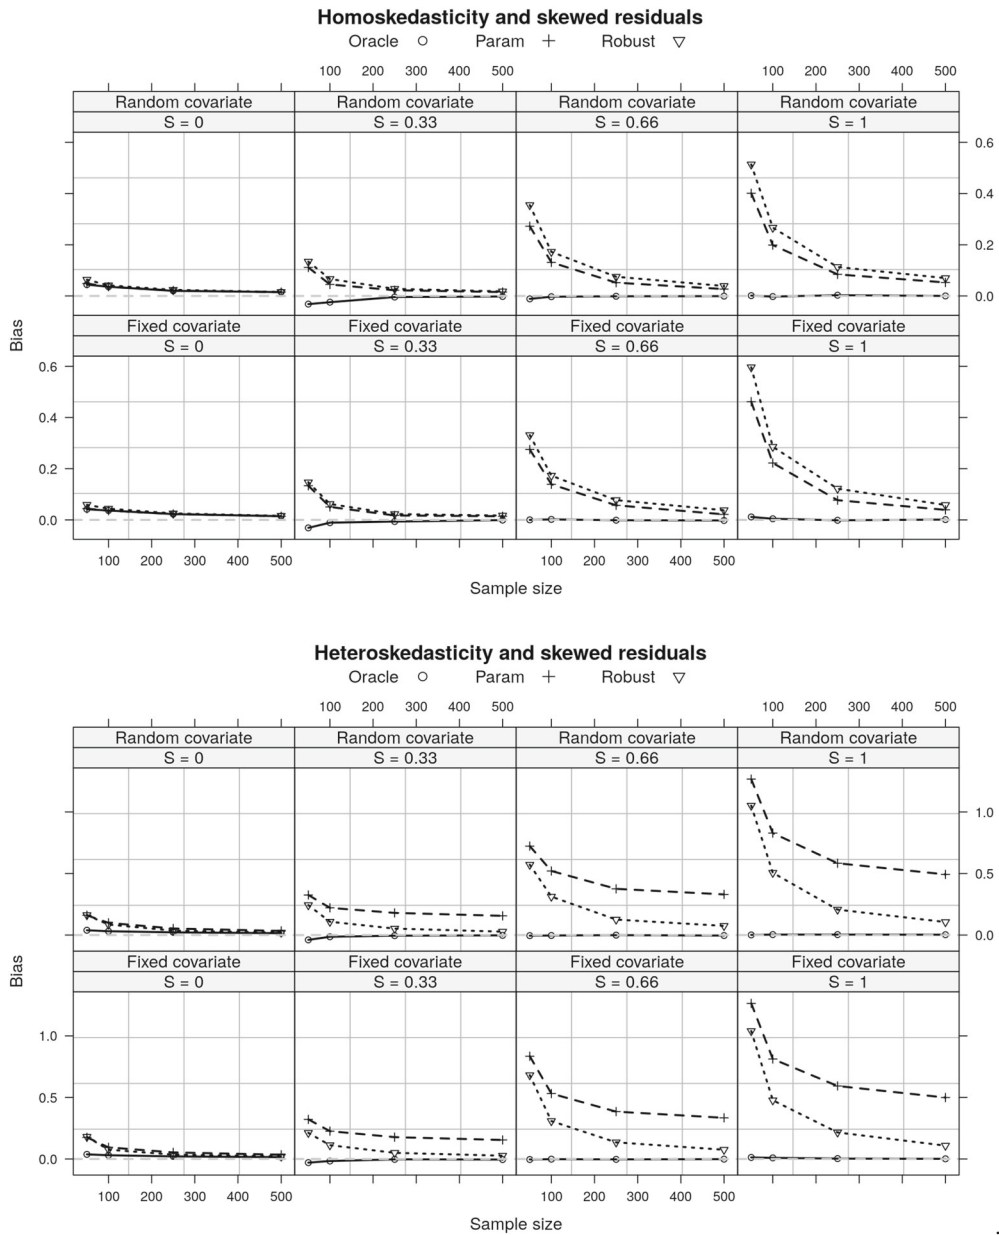 Homoskedasticity and skewed residuals
Oracle Param Robust
100 200 300 400 500 100 200 300 400 500
Random covariate Random covariate Random covariate Random covariate
S = 0 S = 0.33 S = 0.66 S = 1
0.6
0.4
0.2
0.0
Bias
Fixed covariate Fixed covariate Fixed covariate Fixed covariate
S = 0 S = 0.33 S = 0.66 S = 1
0.6
0.4
0.2
0.0
100 200 300 400 500 100 200 300 400 500
Sample size
Heteroskedasticity and skewed residuals
Oracle Param Robust
100 200 300 400 500 100 200 300 400 500
Random covariate Random covariate Random covariate Random covariate
S = 0 S = 0.33 S = 0.66 S = 1
1.0
0.5
0.0
Bias
Fixed covariate Fixed covariate Fixed covariate Fixed covariate
S = 0 S = 0.33 S = 0.66 S = 1
1.0
0.5
0.0
100 200 300 400 500 100 200 300 400 500
Sample size
.